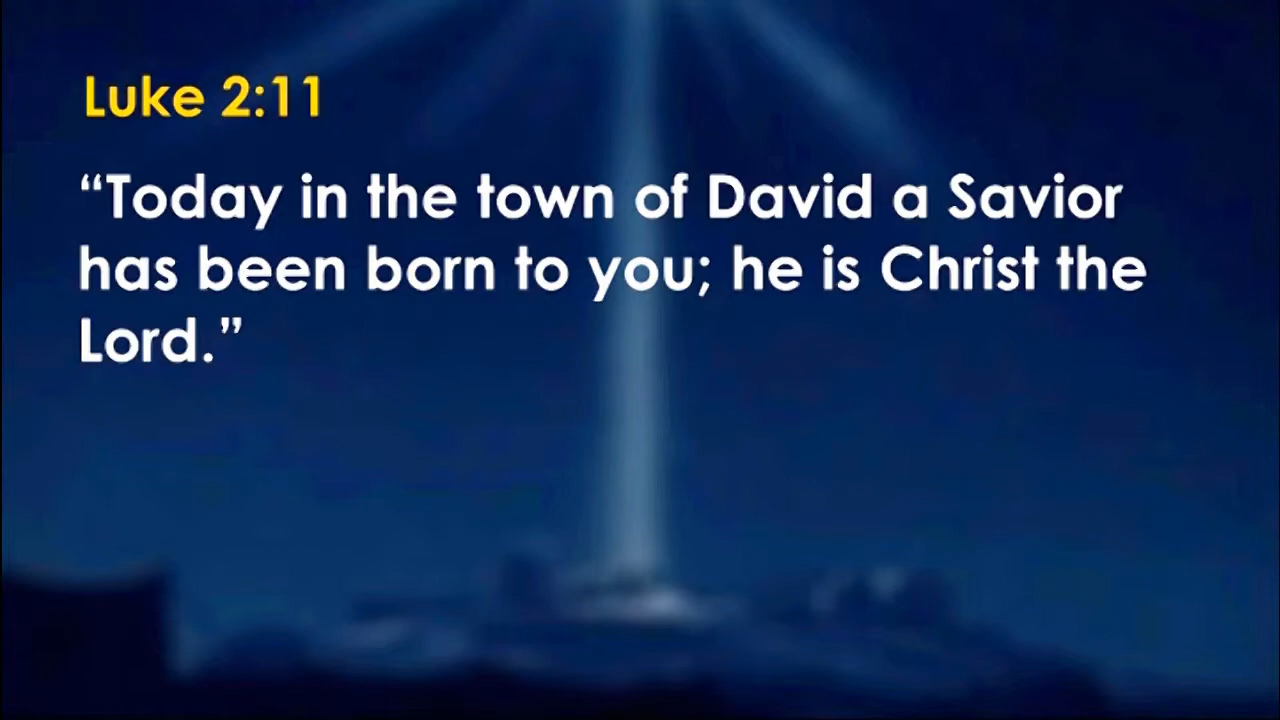 Luke 2:11
“Today in the town of David a Savior
has been born to you; he is Christ the
Lord.”